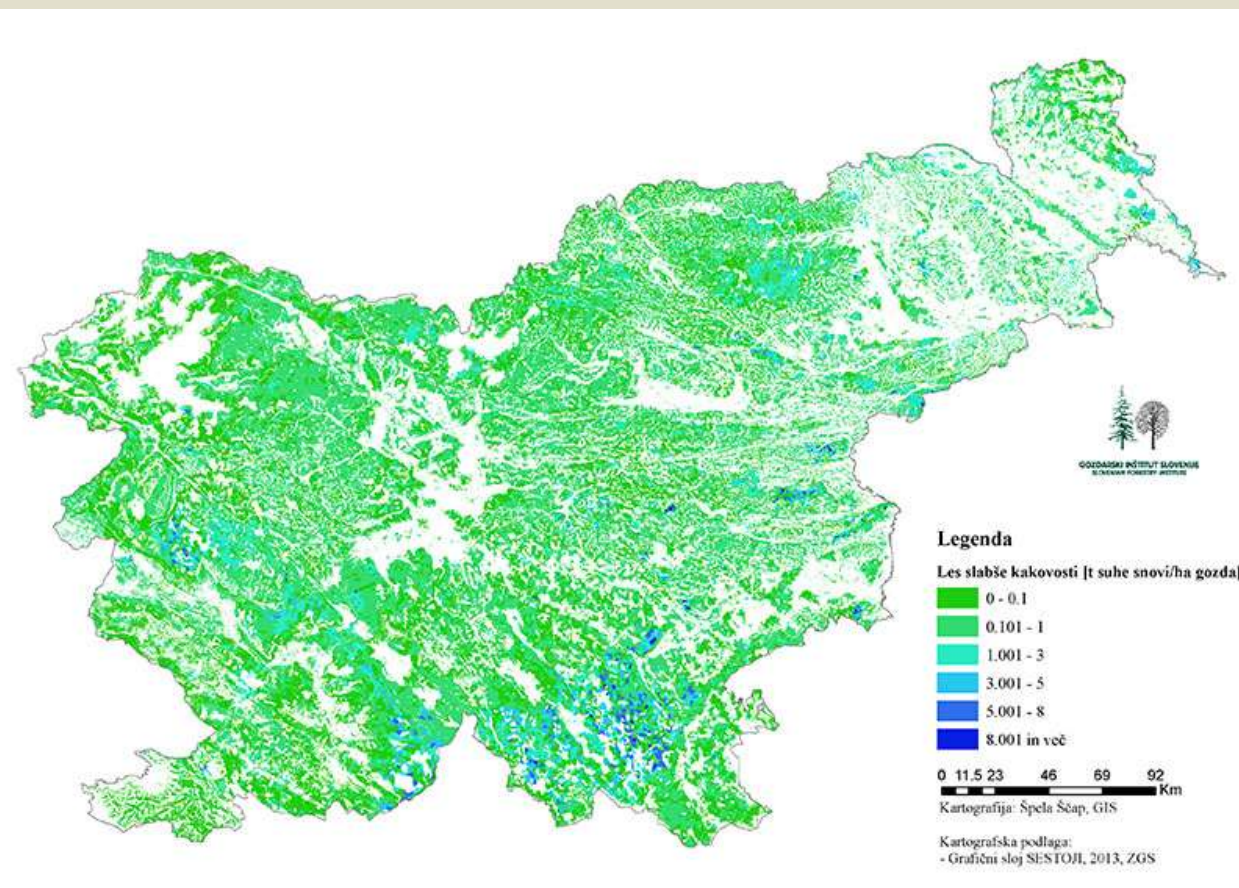 GOZDARSKI INŠTITUT SLOVENIJE
SLOVENIAN FORESTRY INSTITUTE
Legenda
Les slabše kakovosti [t suhe snovi/ha gozda]
0 - 0.1
0.101 - 1
1.001 - 3
3.001 - 5
5.001 - 8
8.001 in več
0 11.5 23 46 69 92
Km
Kartografija: Špela Ščap, GIS
Kartografska podlaga:
- Grafični sloj SESTOJI, 2013, ZGS